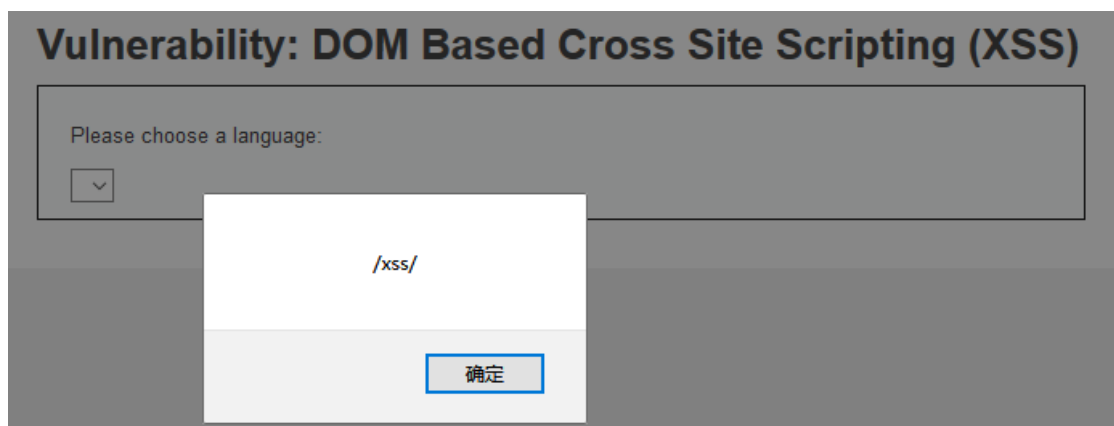 Vulnerability: DOM Based Cross Site Scripting (XSS)
Please choose a language:
/xss/
确定